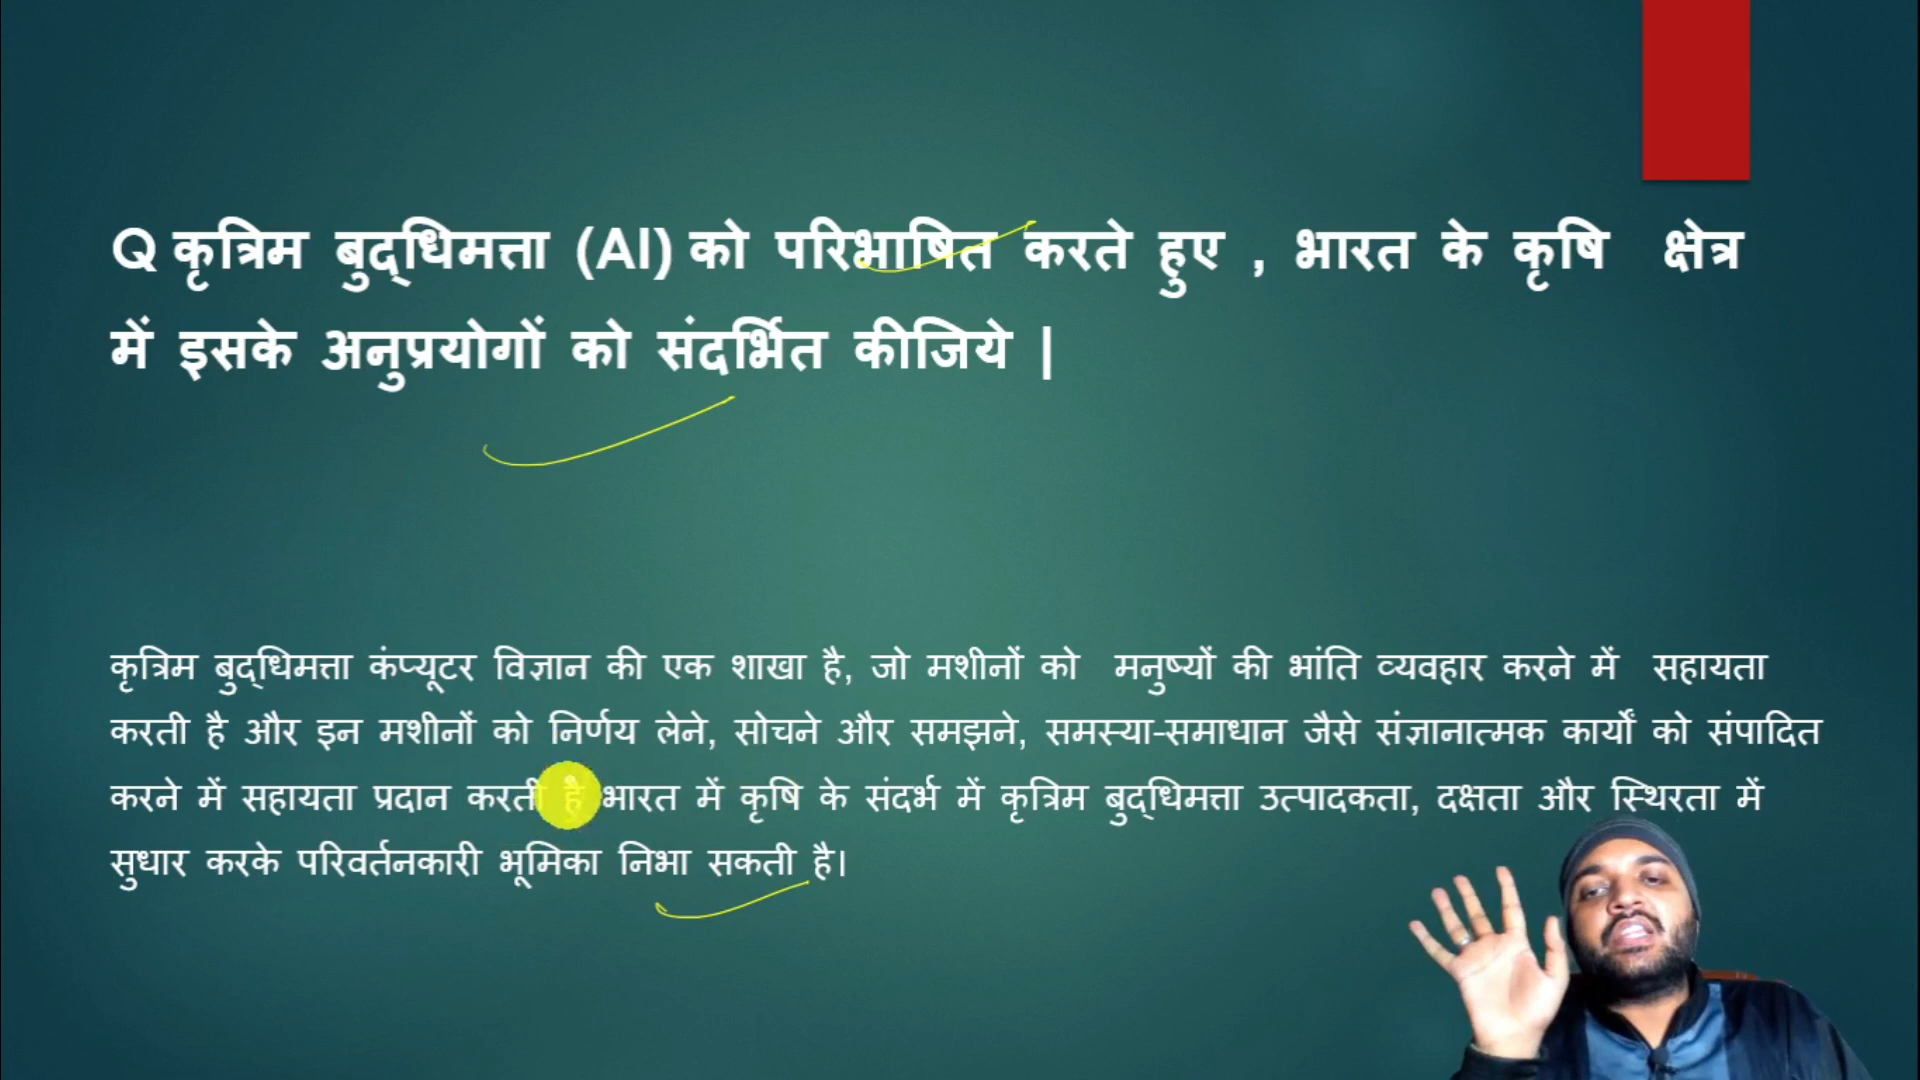 Q कृत्रिम बुद्धिमत्ता (AI) को परिभाषित करते हुए , भारत के कृषि क्षेत्र
में इसके अनुप्रयोगों को संदर्भित कीजिये |
कृत्रिम बुद्धिमत्ता कंप्यूटर विज्ञान की एक शाखा है, जो मशीनों को मनुष्यों की भांति व्यवहार करने में सहायता
करती है और इन मशीनों को निर्णय लेने, सोचने और समझने, समस्या-समाधान जैसे संज्ञानात्मक कार्यों को संपादित
करने में सहायता प्रदान करती है भारत में कृषि के संदर्भ में कृत्रिम बुद्धिमत्ता उत्पादकता, दक्षता और स्थिरता में
सुधार करके परिवर्तनकारी भूमिका निभा सकती है।